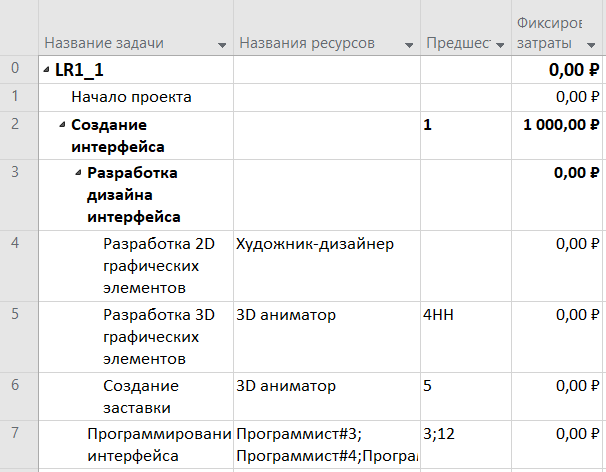 Название задачи Названия ресурсов Предшест Фиксиров затраты
0 LR1_1 0,00 ₽
1 Начало проекта 0,00 ₽
2 Создание 1 1 000,00 ₽
интерфейса
3 Разработка 0,00 ₽
дизайна
интерфейса
4 Разработка 2D Художник-дизайнер 0,00 ₽
графических
элементов
5 Разработка 3D 3D аниматор 4НН 0,00 ₽
графических
элементов
6 Создание 3D аниматор 5 0,00 ₽
заставки
7 Программировани Программист#3; 3;12 0,00 ₽
интерфейса Программист#4;Програм